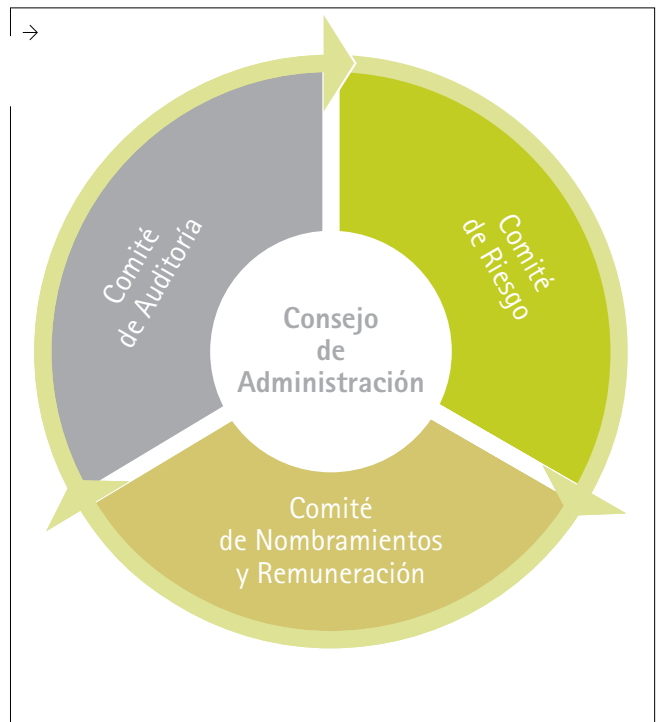 →
Comité
de Auditoría
Comité
de Riesgo
Consejo
de
Administración
Comité
de Nombramientos
y Remuneración